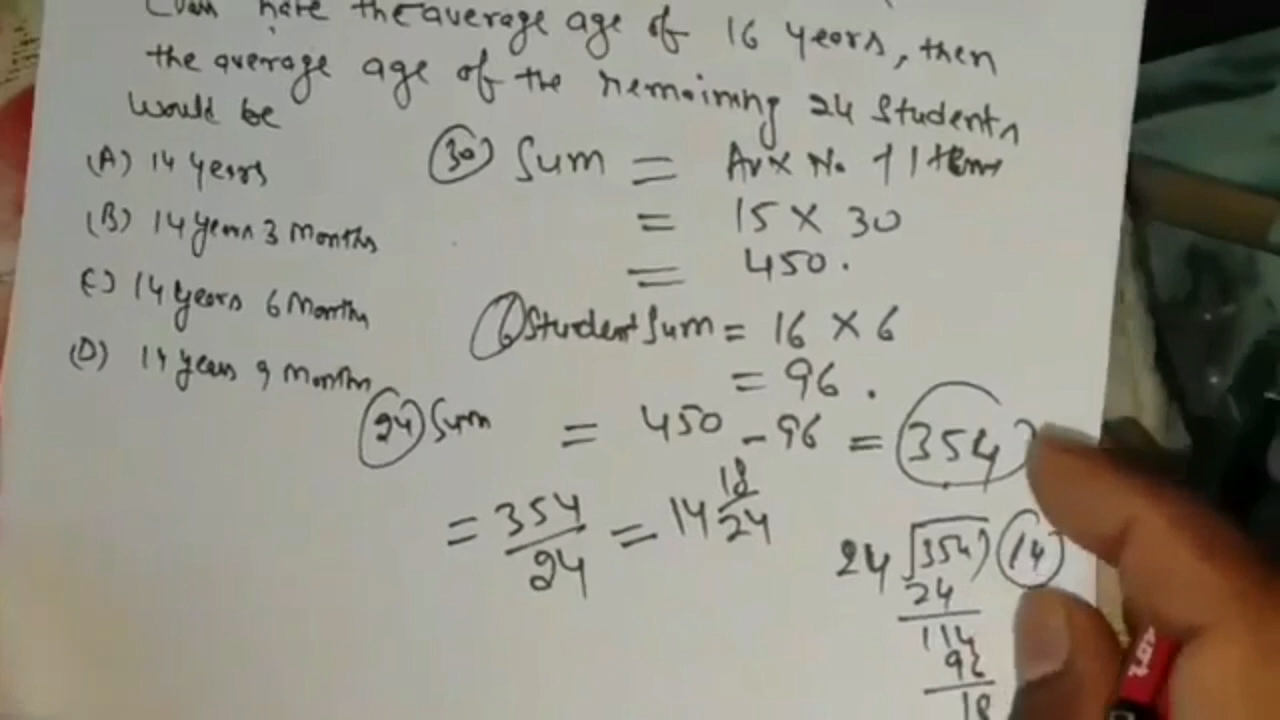 have the average age of 16 years, then
the average age of the remaining 24 students
would be
(A) 14 years
(B) 14 years 3 Months
(C) 14 years 6 Months
(D) 14 years 9 months
30 Sum = Av x No. of Items
= 15 x 30
= 450.
6 Student Sum = 16 x 6
= 96.
24 Sum = 450 - 96 = 354
= 354/24 = 14 18/24
24 354 14
24
114
96
18